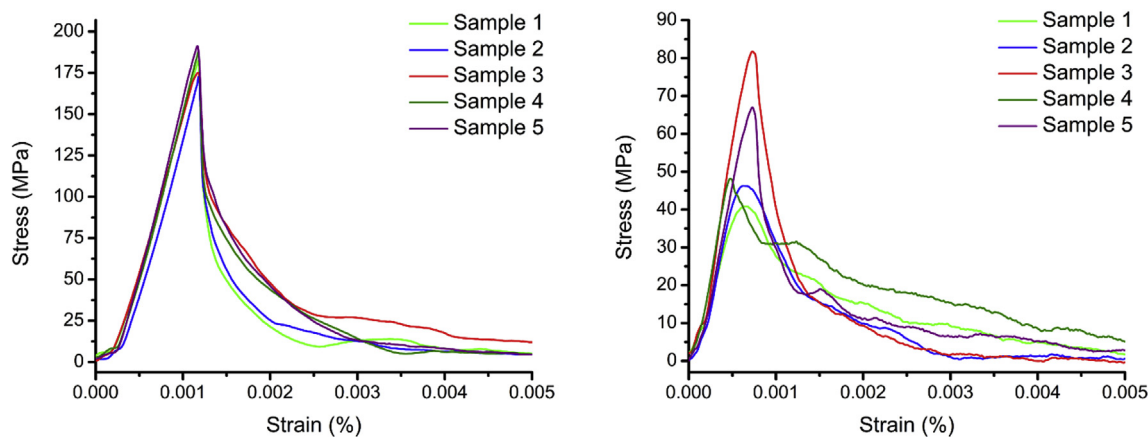 Sample 1
Sample 2
Sample 3
Sample 4
Sample 5
200
175
150
125
100
75
50
25
0
Stress (MPa)
0.000 0.001 0.002 0.003 0.004 0.005
Strain (%)
Sample 1
Sample 2
Sample 3
Sample 4
Sample 5
90
80
70
60
50
40
30
20
10
0
Stress (MPa)
0.000 0.001 0.002 0.003 0.004 0.005
Strain (%)